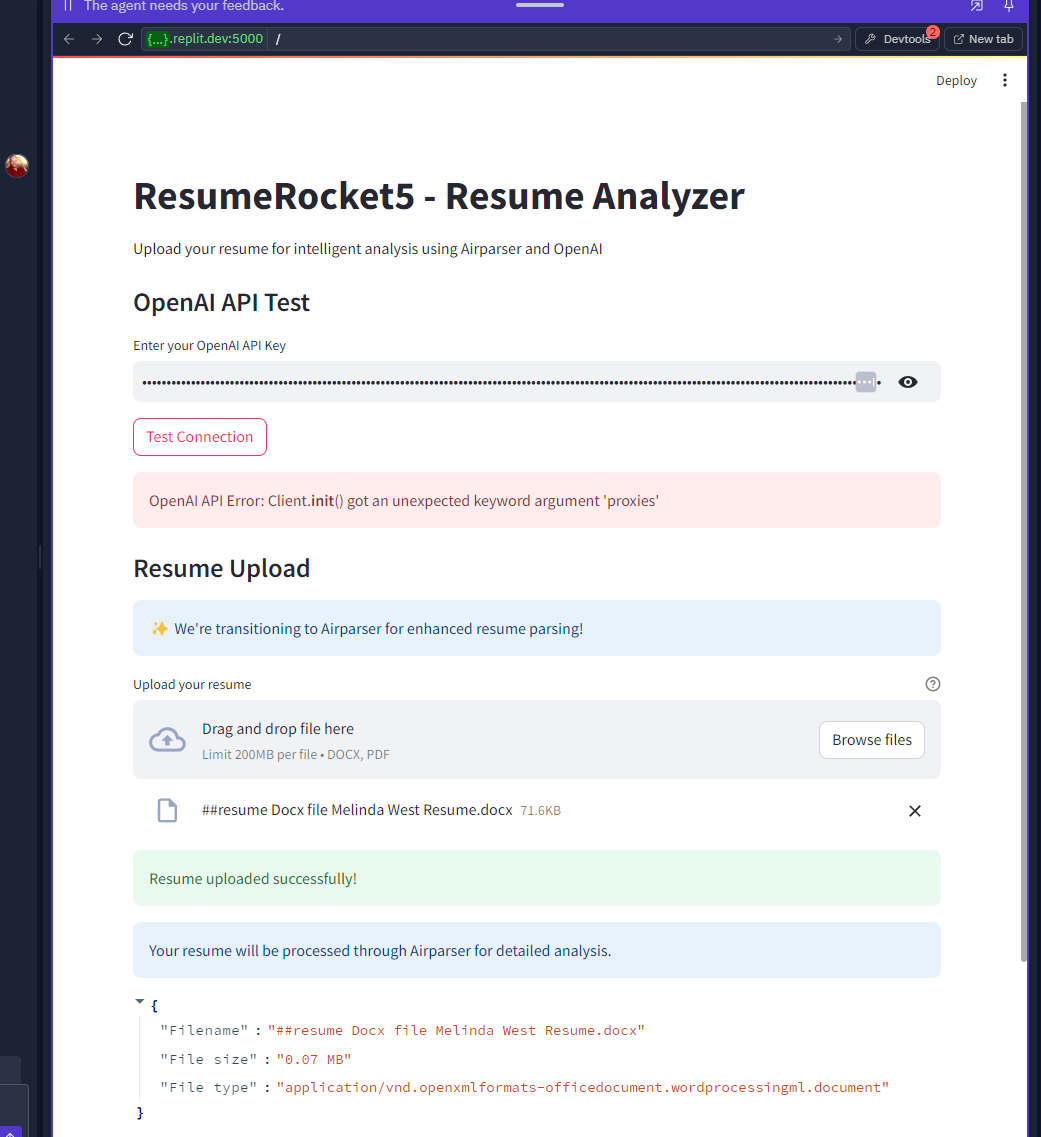 The agent needs your feedback.
{...}.replit.dev:5000 /
Devtools 2
New tab
Deploy
ResumeRocket5 - Resume Analyzer
Upload your resume for intelligent analysis using Airparser and OpenAI
OpenAI API Test
Enter your OpenAI API Key
Test Connection
OpenAI API Error: Client.init() got an unexpected keyword argument 'proxies'
Resume Upload
✨ We're transitioning to Airparser for enhanced resume parsing!
Upload your resume
Drag and drop file here
Limit 200MB per file • DOCX, PDF
Browse files
##resume Docx file Melinda West Resume.docx 71.6KB
Resume uploaded successfully!
Your resume will be processed through Airparser for detailed analysis.
{
"Filename" : "##resume Docx file Melinda West Resume.docx"
"File size" : "0.07 MB"
"File type" : "application/vnd.openxmlformats-officedocument.wordprocessingml.document"
}